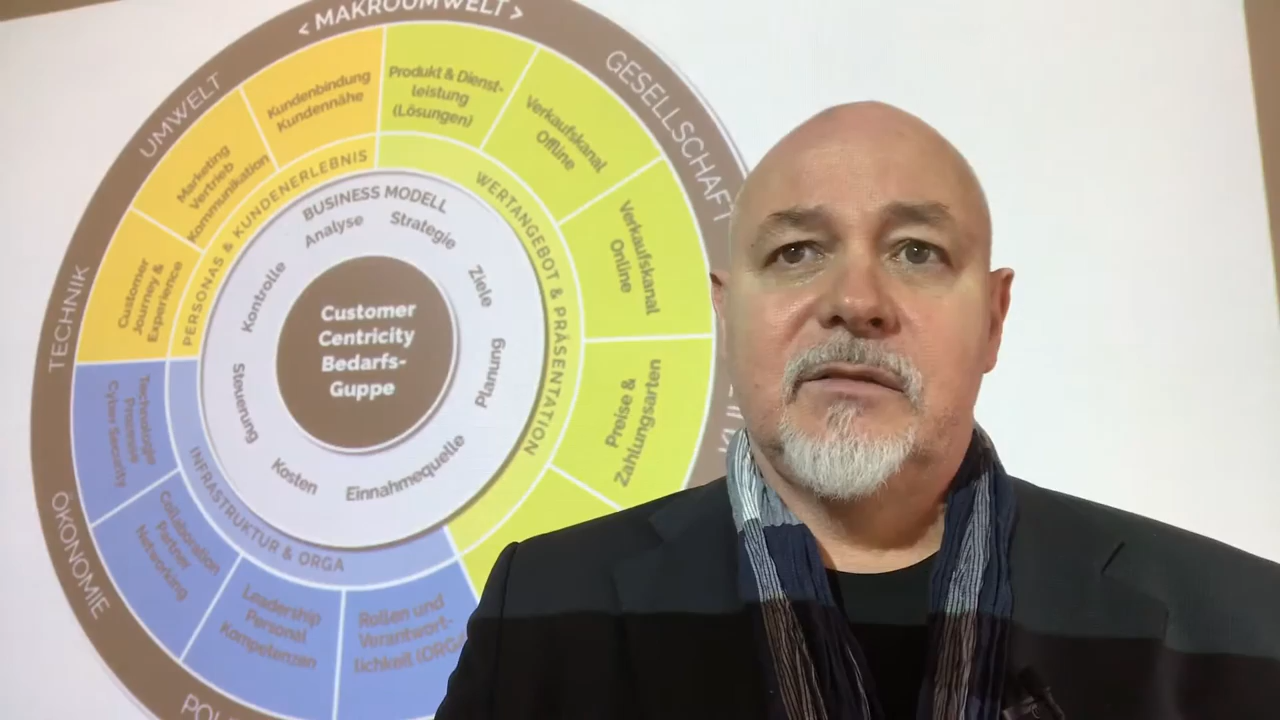 < MAKROUMWELT >
GESELLSCHAFT
UMWELT
TECHNIK
ÖKONOMIE
Kundenbindung
Kundennähe
Produkt & Dienst-
leistung
(Lösungen)
Verkaufskanal
Offline
Verkaufskanal
Online
Preise &
Zahlungsarten
Marketing
Vertrieb
Kommunikation
Customer
Journey &
Experience
Technologie
Prozesse
Cyber Security
Collaboration
Partner
Networking
Leadership
Personal
Kompetenzen
Rollen und
Verantwort-
lichkeit
PERSONAS & KUNDENERLEBNIS
WERTANGEBOT & PRÄSENTATION
INFRASTRUKTUR & ORGA
BUSINESS MODELL
Analyse
Strategie
Ziele
Planung
Einnahmequelle
Kosten
Steuerung
Kontrolle
Customer
Centricity
Bedarfs-
Guppe